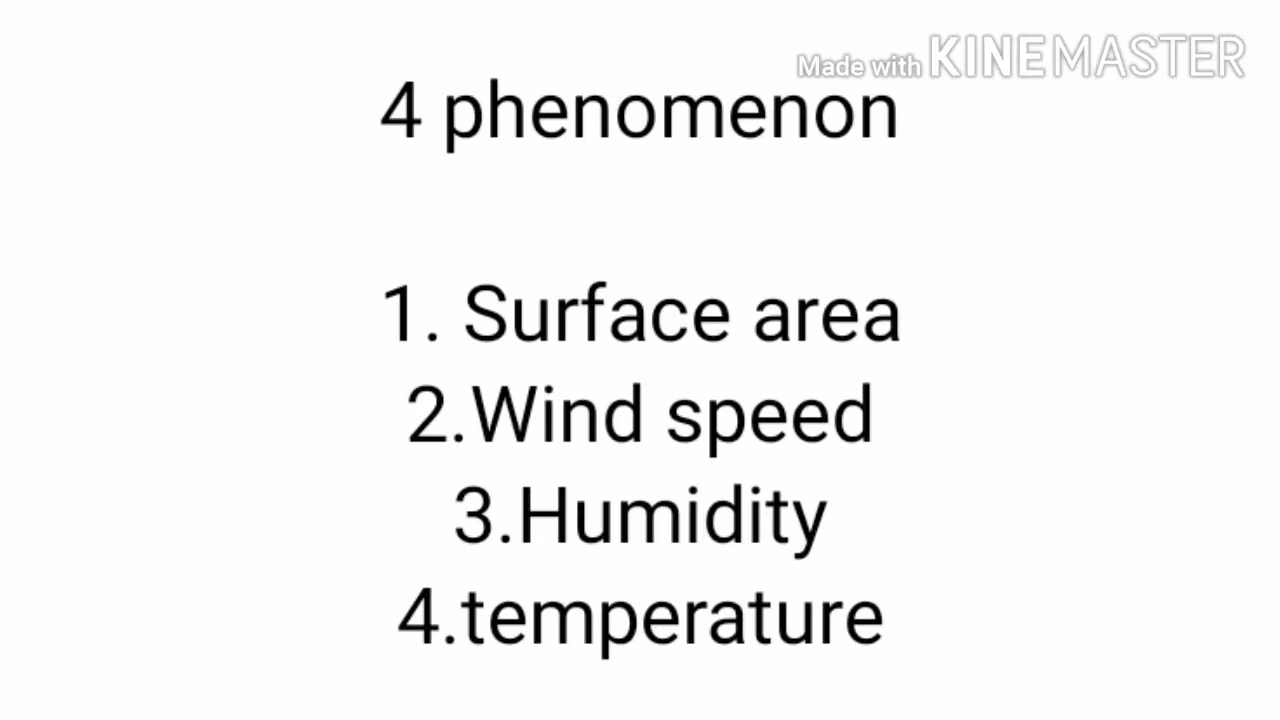 Made with KINEMASTER
4 phenomenon
1. Surface area
2.Wind speed
3.Humidity
4.temperature